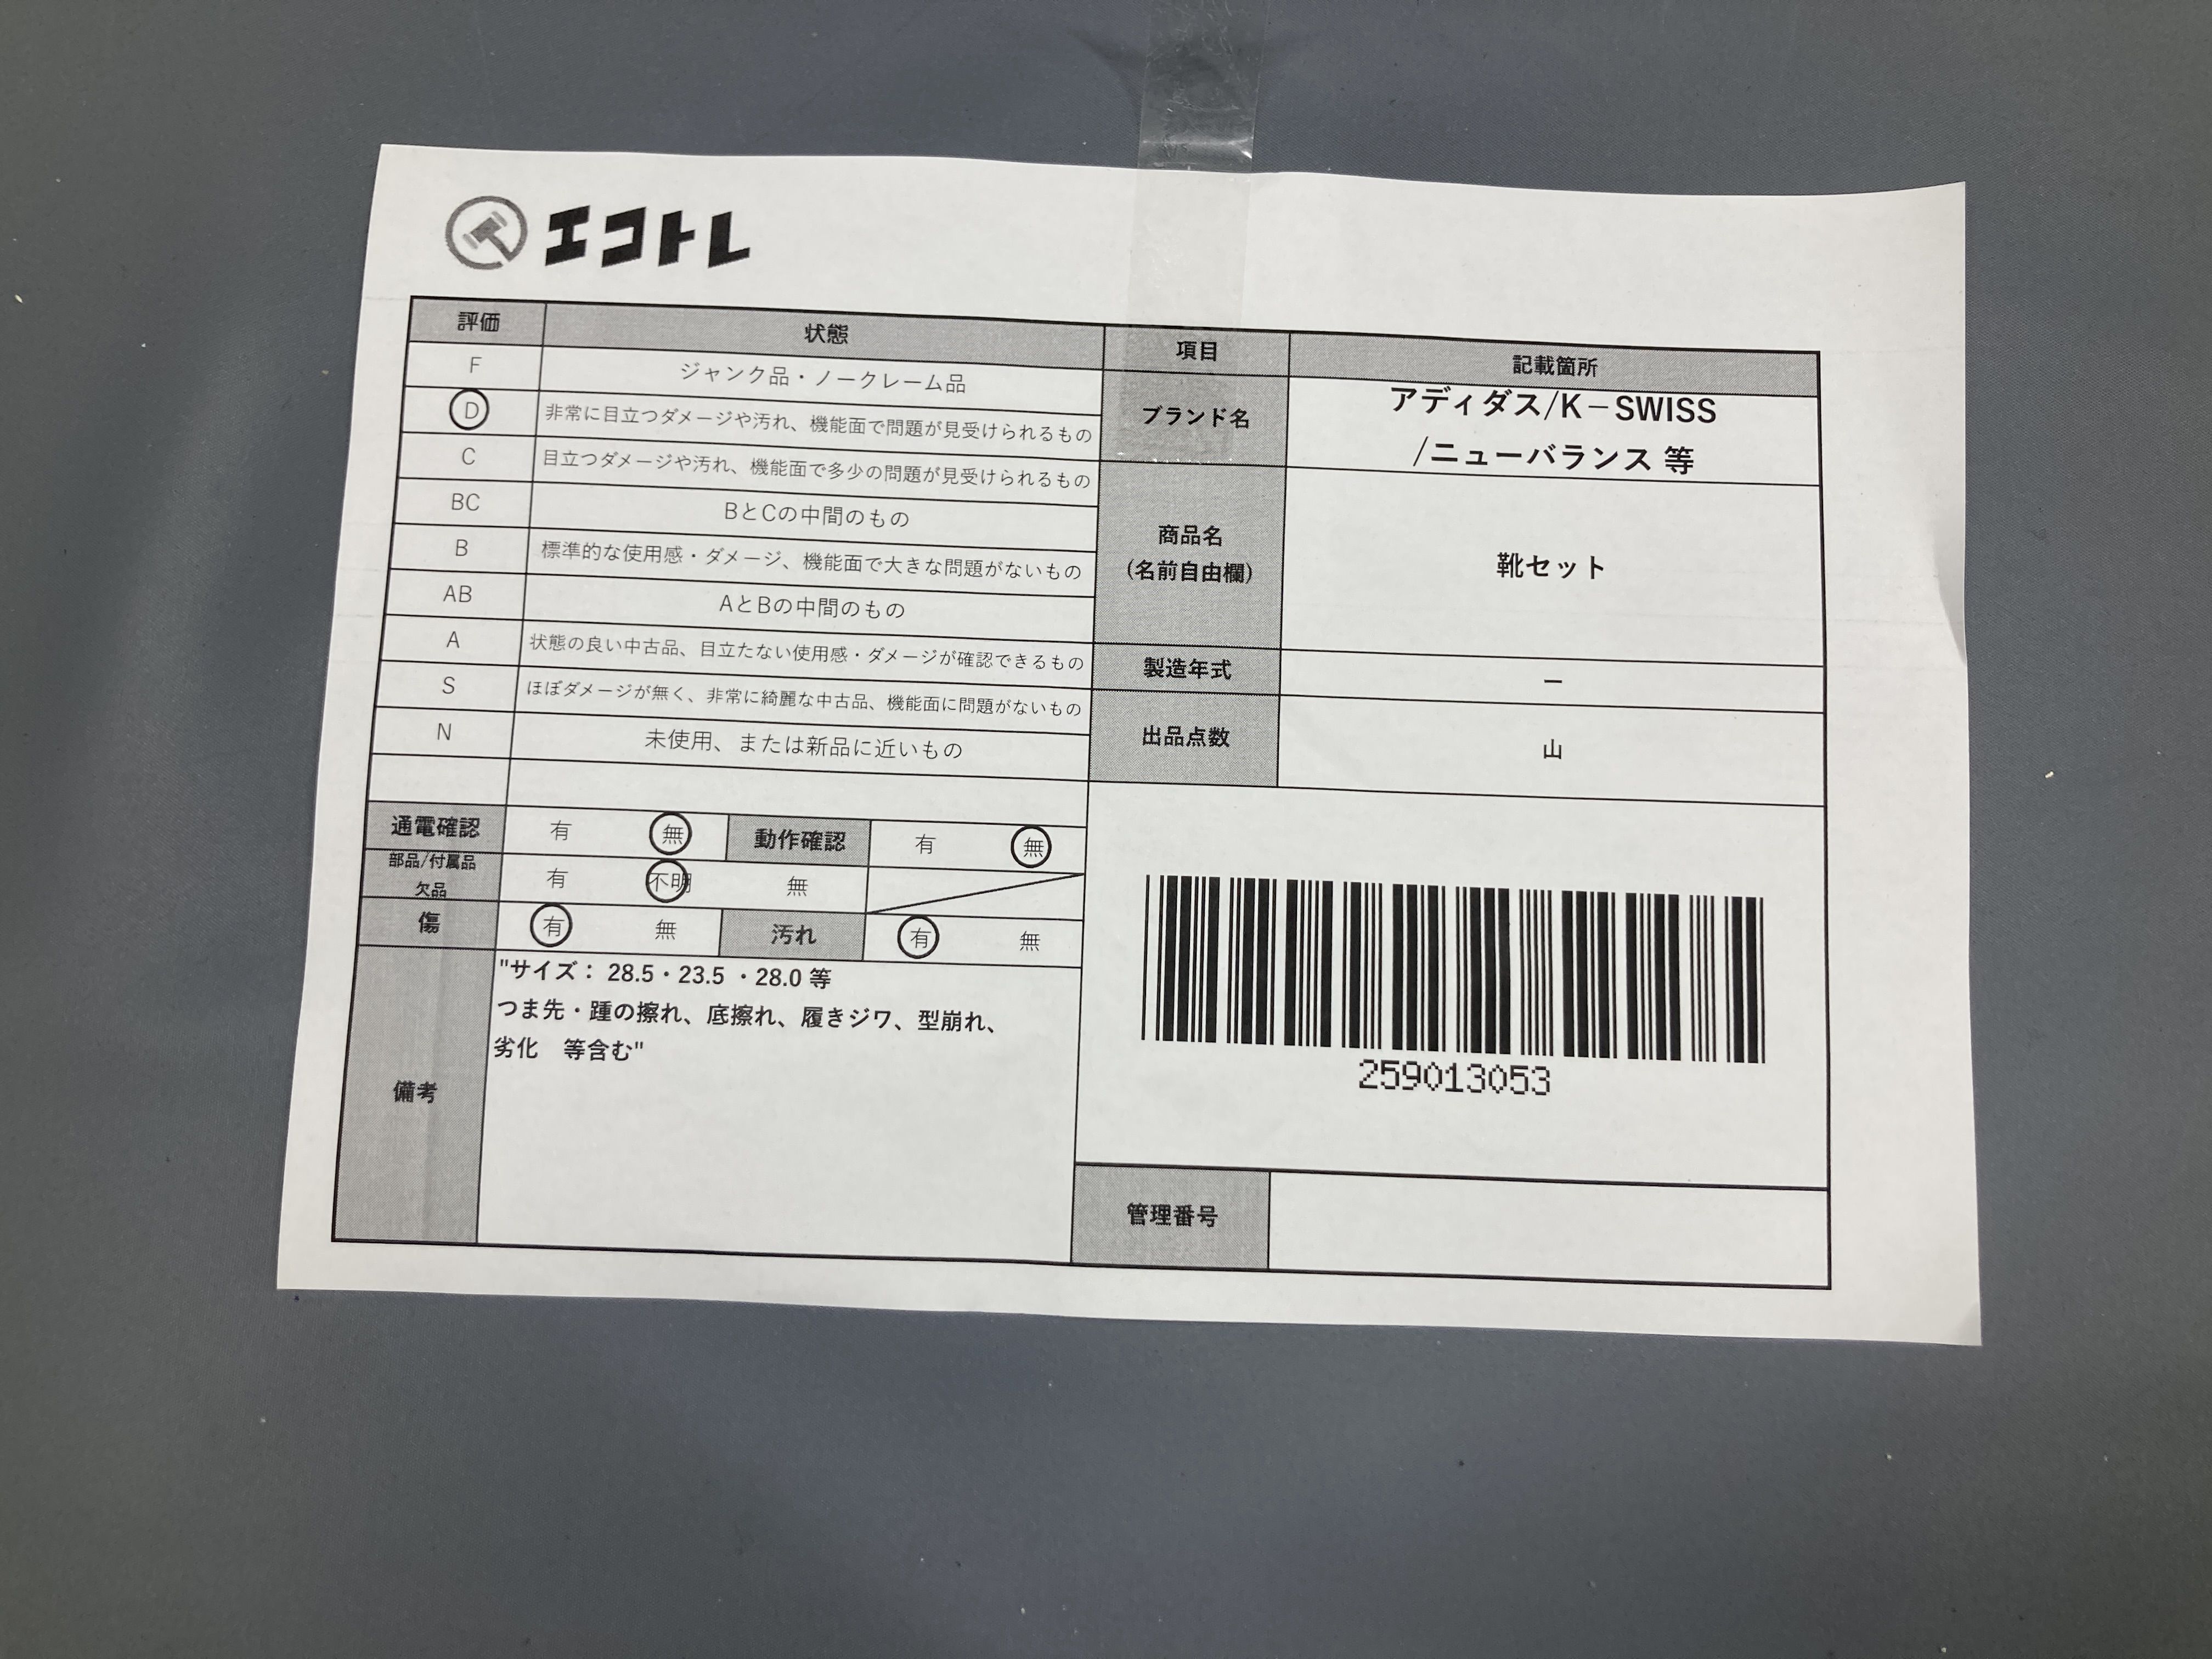 エコトレ
評価 状態
F ジャンク品・ノークレーム品
D 非常に目立つダメージや汚れ、機能面で問題が見受けられるもの
C 目立つダメージや汚れ、機能面で多少の問題が見受けられるもの
BC BとCの中間のもの
B 標準的な使用感・ダメージ、機能面で大きな問題がないもの
AB AとBの中間のもの
A 状態の良い中古品、目立たない使用感・ダメージが確認できるもの
S ほぼダメージが無く、非常に綺麗な中古品、機能面に問題がないもの
N 未使用、または新品に近いもの
通電確認 有 無 動作確認 有 無
部品/付属品
欠品 有 不明 無
傷 有 無 汚れ 有 無
備考
"サイズ： 28.5・23.5 ・28.0 等
つま先・踵の擦れ、底擦れ、履きジワ、型崩れ、
劣化　等含む"
項目 記載箇所
ブランド名
アディダス/K－SWISS
/ニューバランス 等
商品名
(名前自由欄)
靴セット
製造年式 ー
出品点数 山
259013053
管理番号